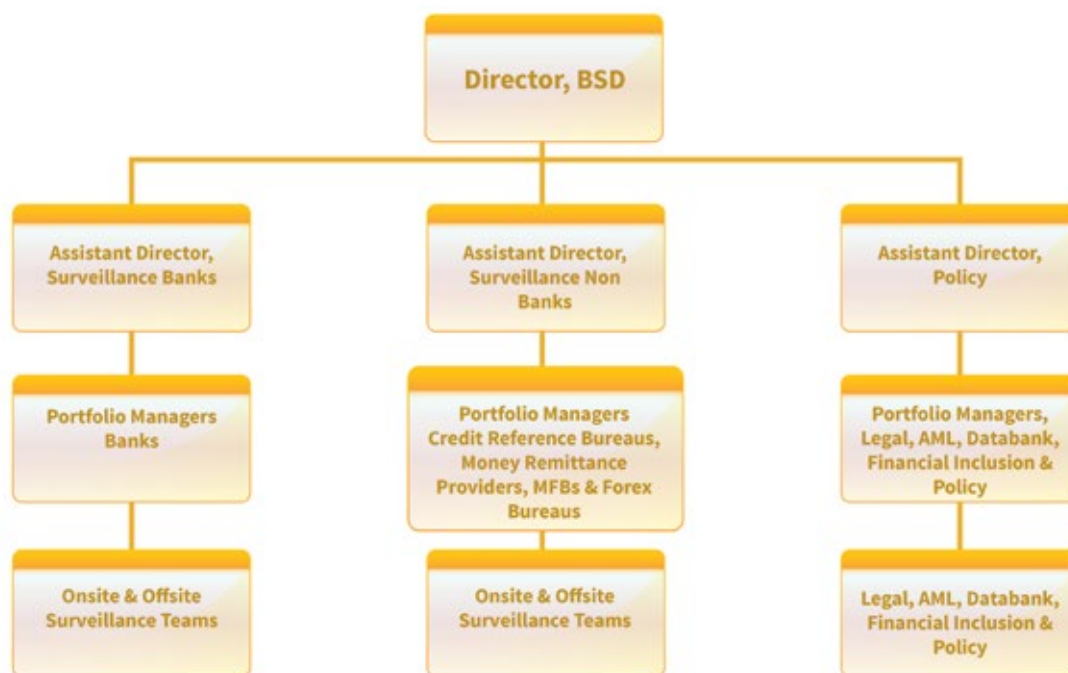 Director, BSD
Assistant Director,
Surveillance Banks
Assistant Director,
Surveillance Non
Banks
Assistant Director,
Policy
Portfolio Managers
Banks
Portfolio Managers
Credit Reference Bureaus,
Money Remittance
Providers, MFBs & Forex
Bureaus
Portfolio Managers,
Legal, AML, Databank,
Financial Inclusion &
Policy
Onsite & Offsite
Surveillance Teams
Onsite & Offsite
Surveillance Teams
Legal, AML, Databank,
Financial Inclusion &
Policy